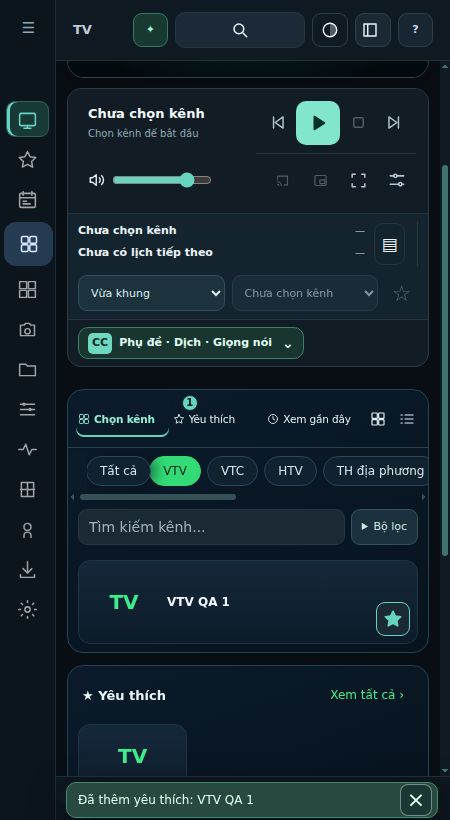 TV
?
Chưa chọn kênh
Chọn kênh để bắt đầu
Chưa chọn kênh —
Chưa có lịch tiếp theo —
Vừa khung
Chưa chọn kênh
CC Phụ đề · Dịch · Giọng nói
1
Chọn kênh
Yêu thích
Xem gần đây
Tất cả
VTV
VTC
HTV
TH địa phương
Tìm kiếm kênh...
Bộ lọc
TV
VTV QA 1
★ Yêu thích
Xem tất cả ›
TV
Đã thêm yêu thích: VTV QA 1